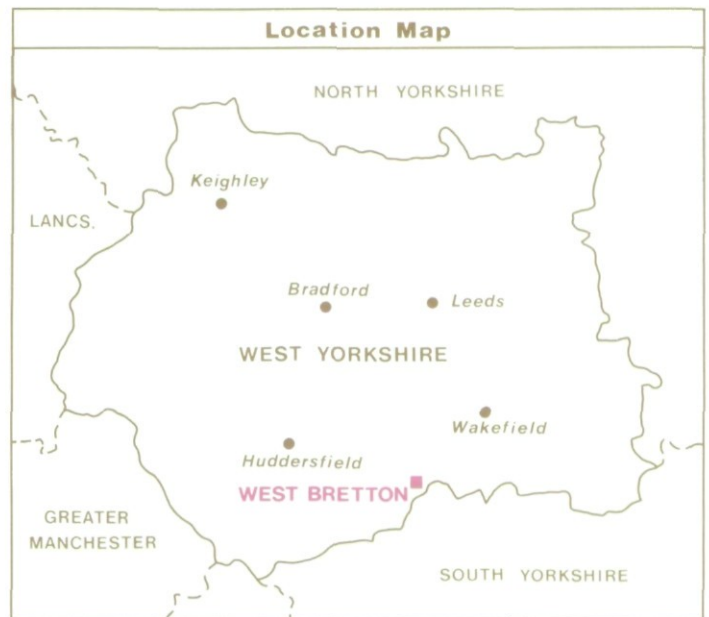 Location Map
NORTH YORKSHIRE
Keighley
LANCS.
Bradford
Leeds
WEST YORKSHIRE
Wakefield
Huddersfield
WEST BRETTON
GREATER
MANCHESTER
SOUTH YORKSHIRE